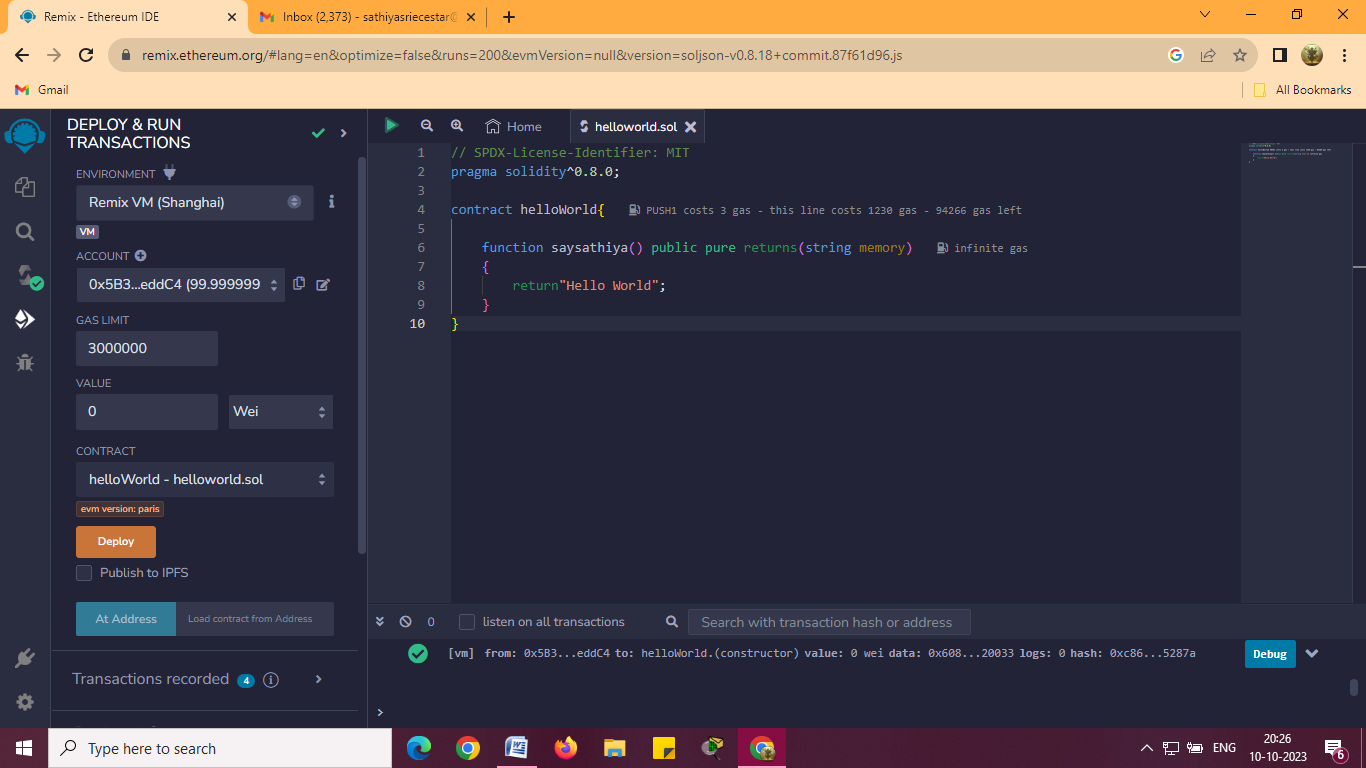 Remix - Ethereum IDE
Inbox (2,373) - sathiyasriecestar@
remix.ethereum.org/#lang=en&optimize=false&runs=200&evmVersion=null&version=soljson-v0.8.18+commit.87f61d96.js
Gmail
All Bookmarks
DEPLOY & RUN
TRANSACTIONS
ENVIRONMENT
Remix VM (Shanghai)
VM
ACCOUNT
0x5B3...eddC4 (99.999999
GAS LIMIT
3000000
VALUE
0
Wei
CONTRACT
helloWorld - helloworld.sol
evm version: paris
Deploy
Publish to IPFS
At Address
Load contract from Address
Transactions recorded 4
Home
helloworld.sol
1 // SPDX-License-Identifier: MIT
2 pragma solidity^0.8.0;
3
4 contract helloWorld{ PUSH1 costs 3 gas - this line costs 1230 gas - 94266 gas left
5
6 function saysathiya() public pure returns(string memory) infinite gas
7 {
8 return"Hello World";
9 }
10 }
0
listen on all transactions
Search with transaction hash or address
[vm] from: 0x5B3...eddC4 to: helloWorld.(constructor) value: 0 wei data: 0x608...20033 logs: 0 hash: 0xc86...5287a
Debug
>
Type here to search
ENG
20:26
10-10-2023
6